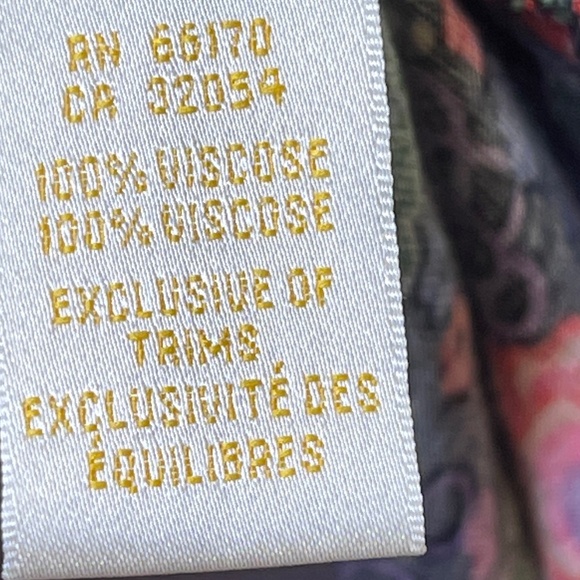 RN 66170
CA 32054
100% VISCOSE
100% VISCOSE
EXCLUSIVE OF
TRIMS
EXCLUSIVITÉ DES
ÉQUILIBRES